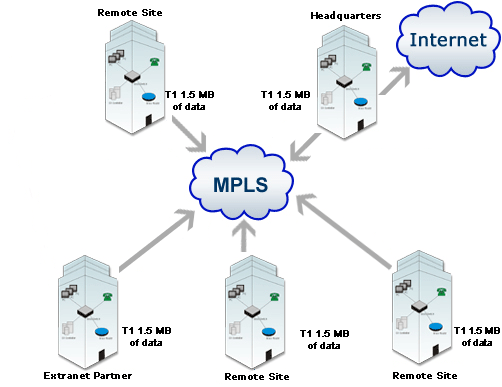 Remote Site
Headquarters
Internet
T1 1.5 MB
of data
T1 1.5 MB
of data
MPLS
T1 1.5 MB
of data
T1 1.5 MB
of data
T1 1.5 MB
of data
Extranet Partner
Remote Site
Remote Site